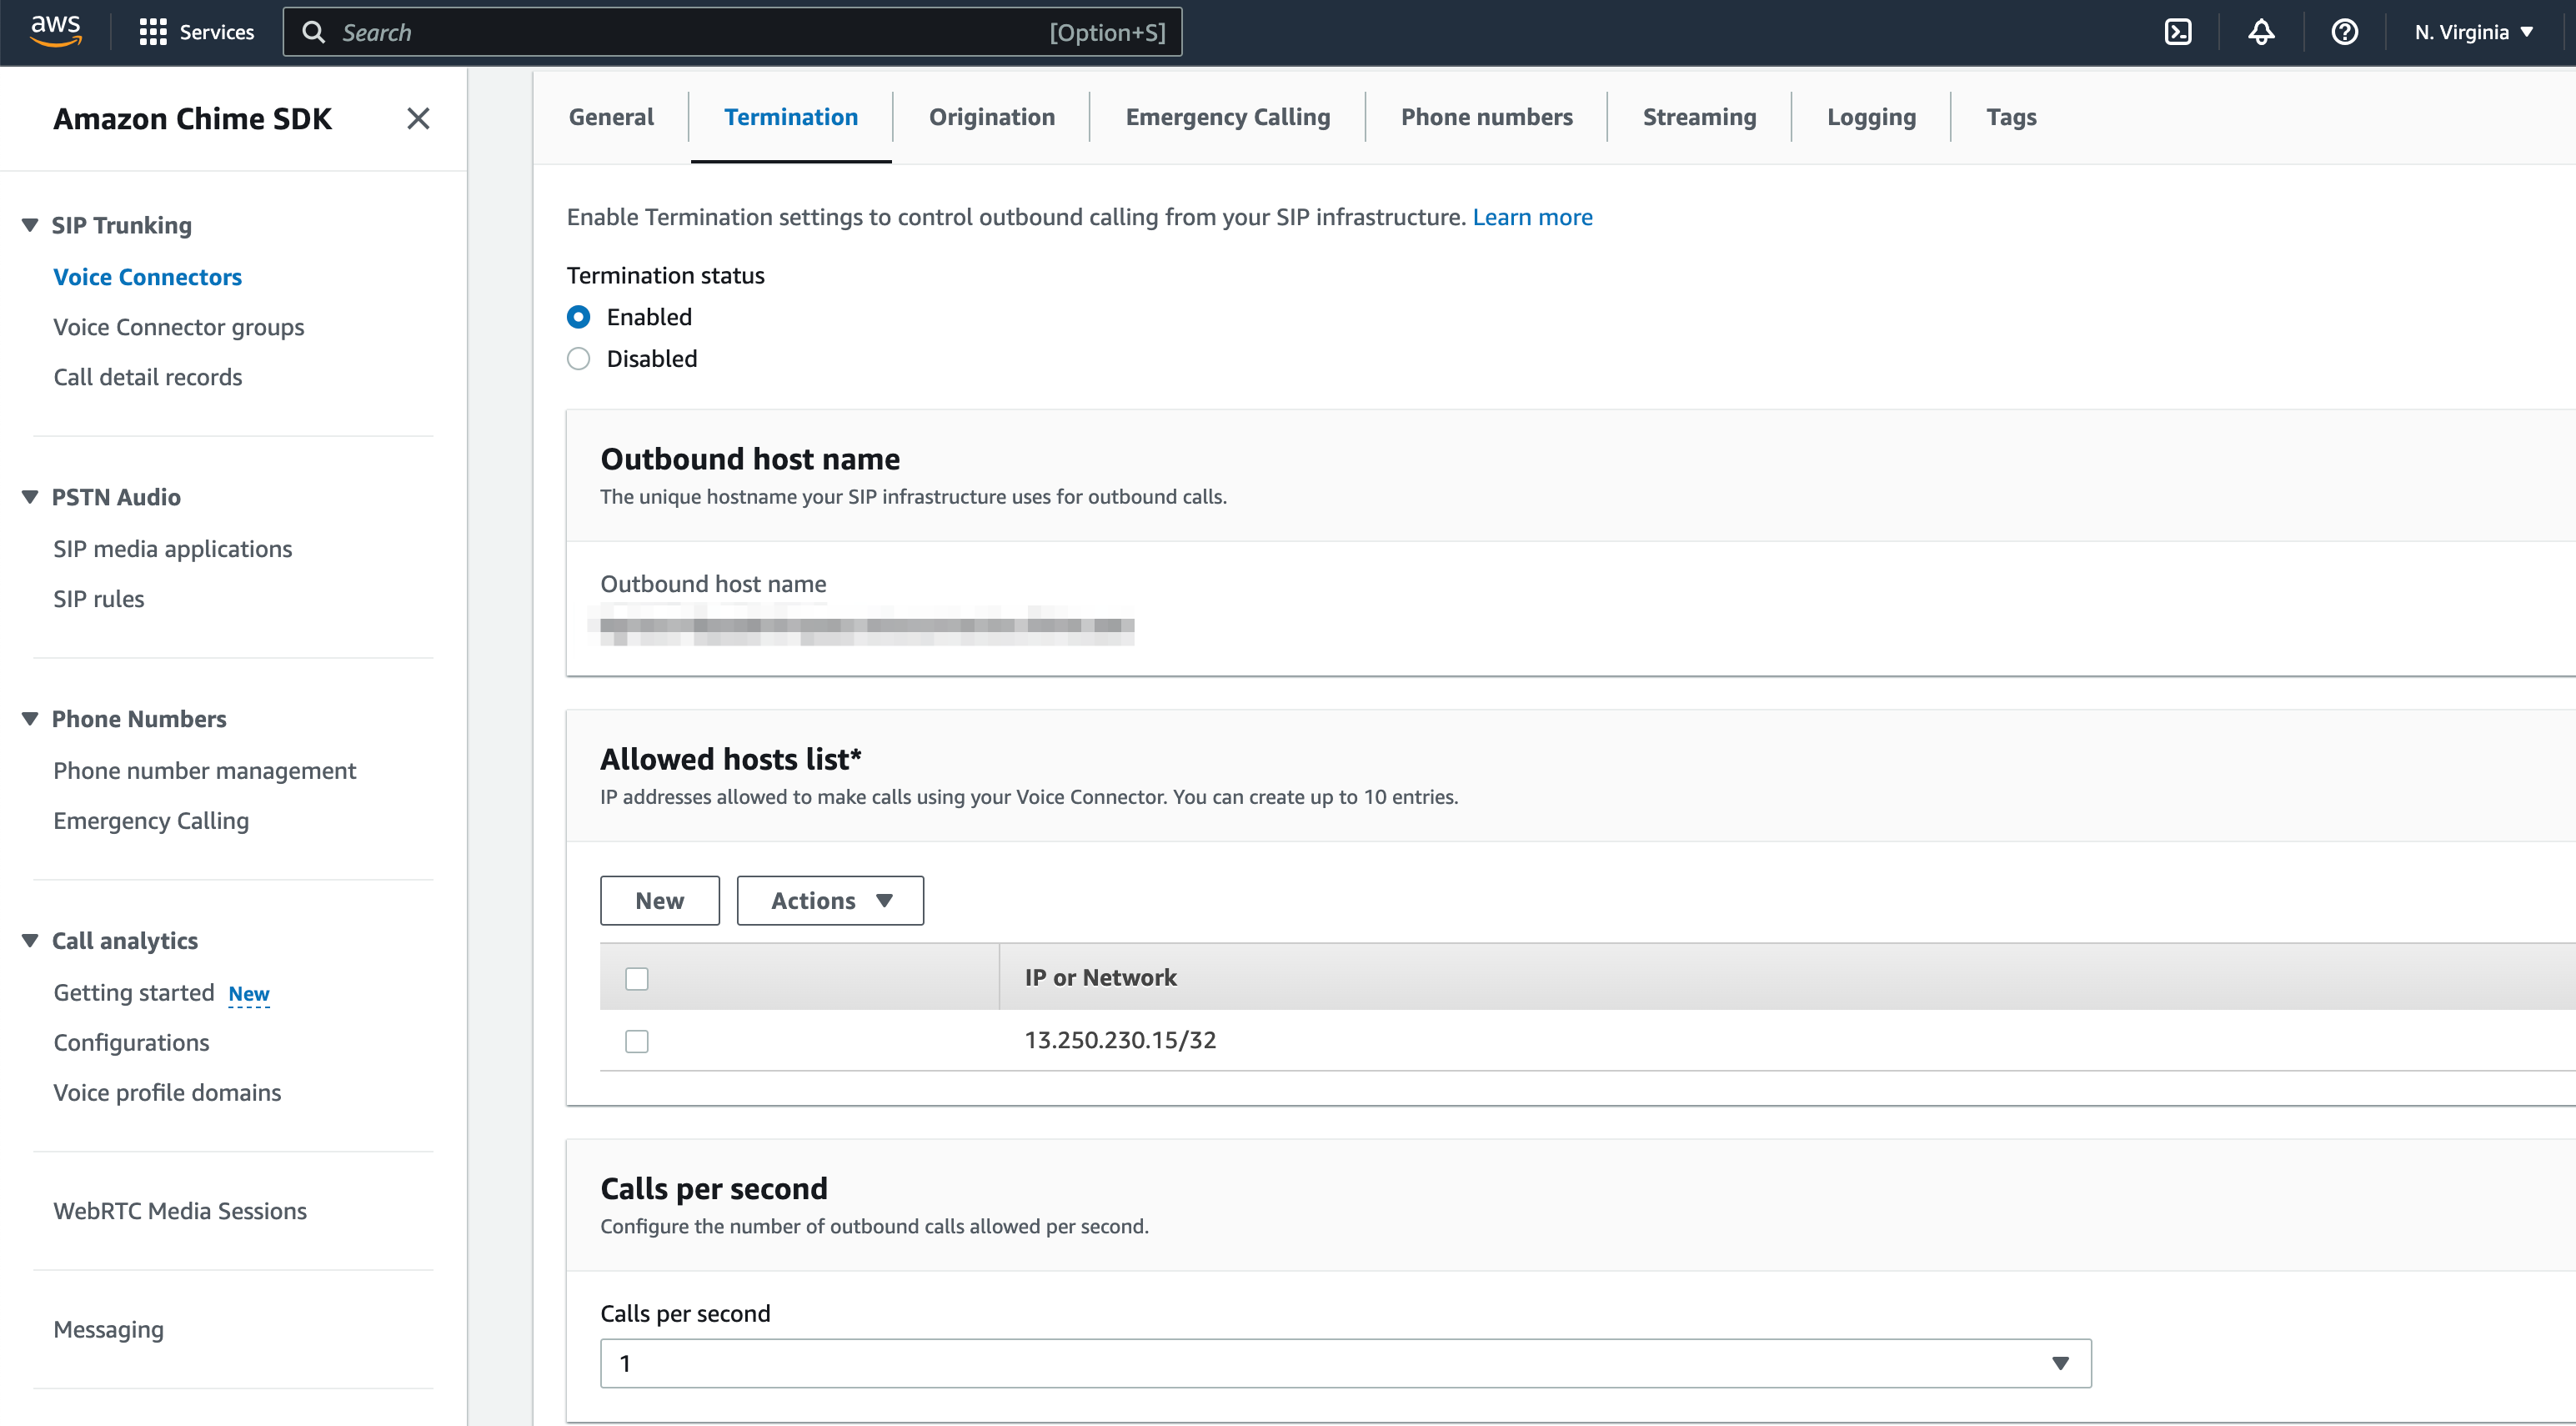 aws
Services
Search
[Option+S]
N. Virginia
Amazon Chime SDK
SIP Trunking
Voice Connectors
Voice Connector groups
Call detail records
PSTN Audio
SIP media applications
SIP rules
Phone Numbers
Phone number management
Emergency Calling
Call analytics
Getting started New
Configurations
Voice profile domains
WebRTC Media Sessions
Messaging
General
Termination
Origination
Emergency Calling
Phone numbers
Streaming
Logging
Tags
Enable Termination settings to control outbound calling from your SIP infrastructure. Learn more
Termination status
Enabled
Disabled
Outbound host name
The unique hostname your SIP infrastructure uses for outbound calls.
Outbound host name
Allowed hosts list*
IP addresses allowed to make calls using your Voice Connector. You can create up to 10 entries.
New
Actions
IP or Network
13.250.230.15/32
Calls per second
Configure the number of outbound calls allowed per second.
Calls per second
1